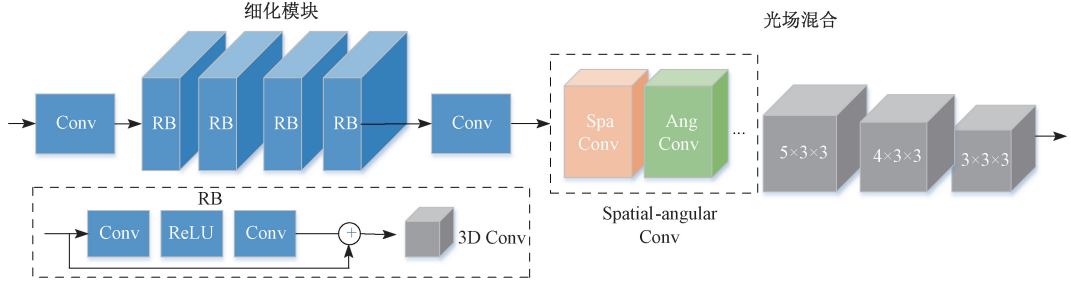 细化模块
光场混合
Conv
RB
RB
RB
RB
Conv
Spa
Conv
Ang
Conv
...
5×3×3
4×3×3
3×3×3
Spatial-angular
Conv
RB
Conv
ReLU
Conv
+
3D Conv